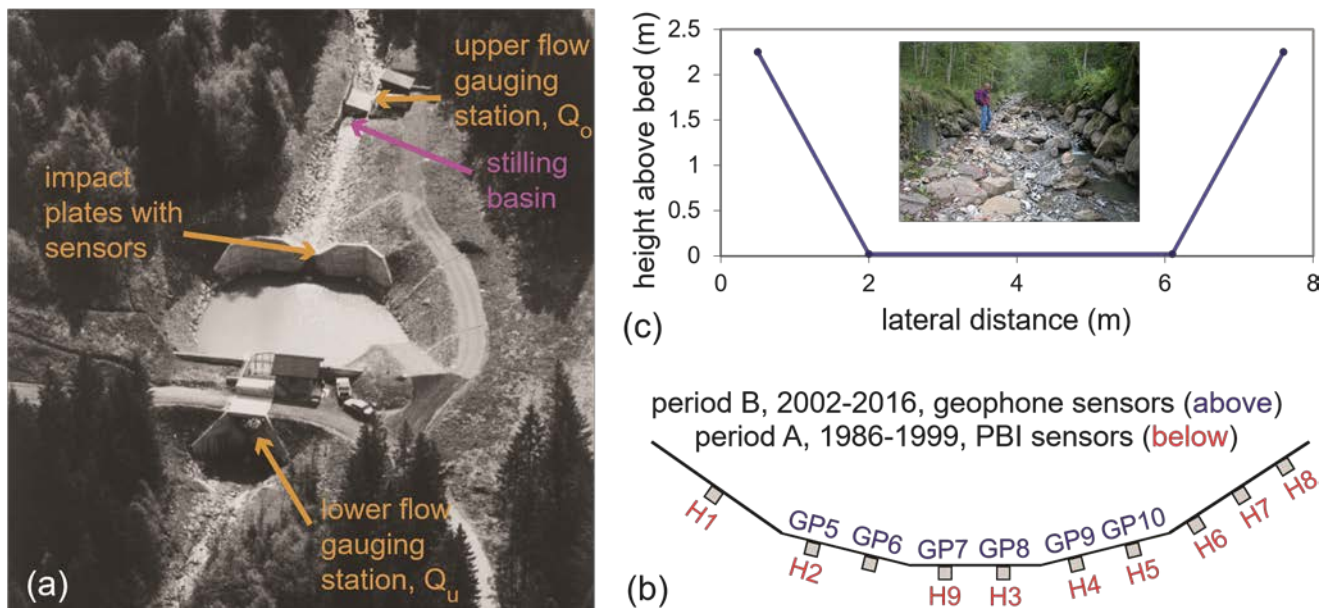 upper flow
gauging
station, Qo
stilling
basin
impact
plates with
sensors
lower flow
gauging
station, Qu
(a)
height above bed (m)
2.5
2
1.5
1
0.5
0
0 2 4 6 8
lateral distance (m)
(c)
period B, 2002-2016, geophone sensors (above)
period A, 1986-1999, PBI sensors (below)
GP5 GP6 GP7 GP8 GP9 GP10
H1 H2 H9 H3 H4 H5 H6 H7 H8
(b)